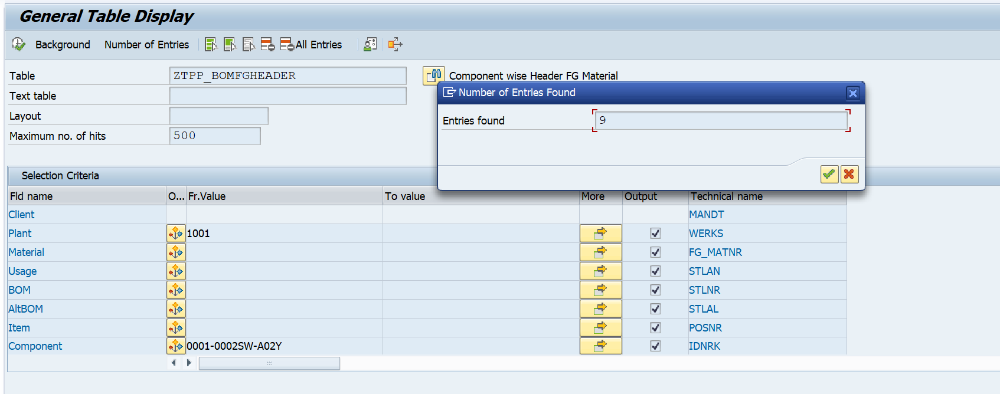 General Table Display
Background Number of Entries All Entries
Table ZTPP_BOMFGHEADER Component wise Header FG Material
Text table
Layout
Maximum no. of hits 500
Number of Entries Found
Entries found 9
Selection Criteria
Fld name O... Fr.Value To value More Output Technical name
Client MANDT
Plant 1001 WERKS
Material FG_MATNR
Usage STLAN
BOM STLNR
AltBOM STLAL
Item POSNR
Component 0001-0002SW-A02Y IDNRK